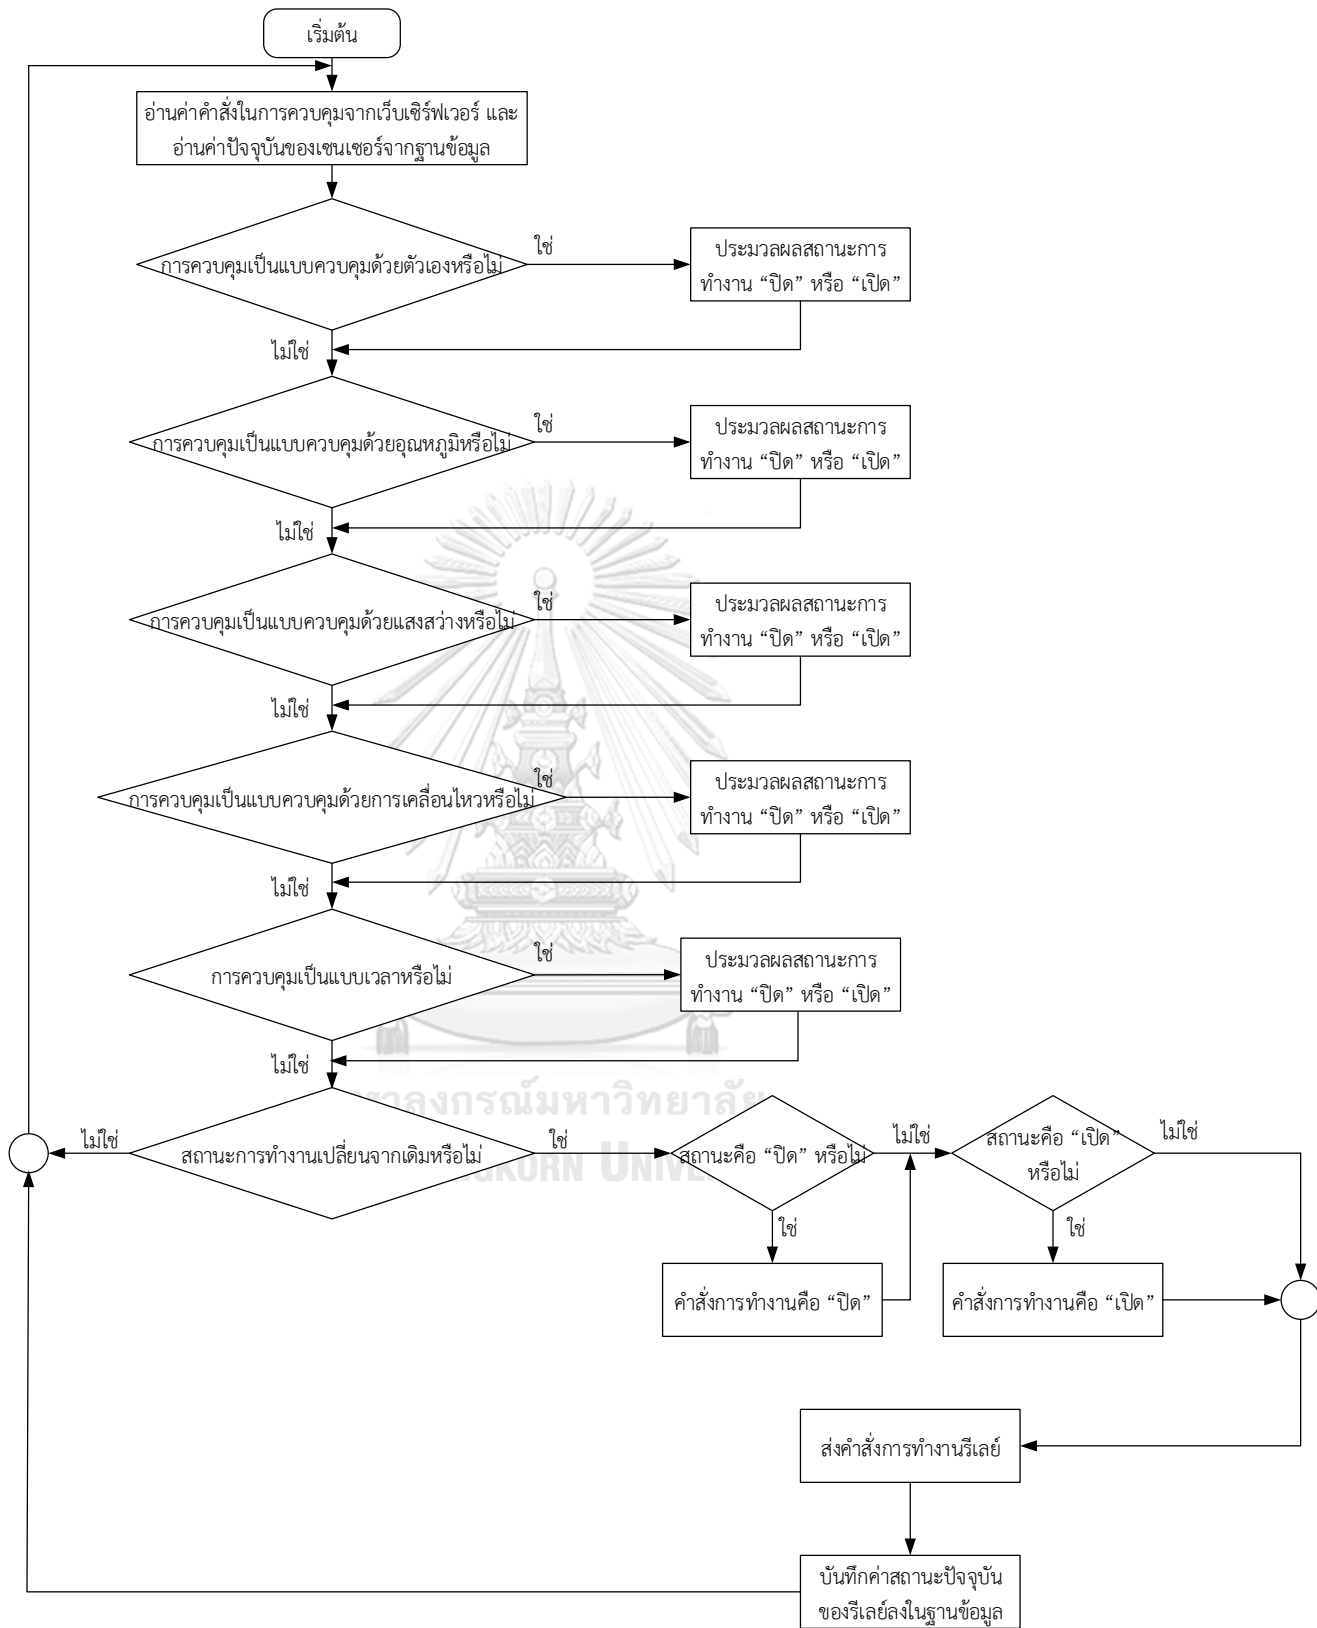 เริ่มต้น
อ่านค่าคำสั่งในการควบคุมจากเว็บเซิร์ฟเวอร์ และ
อ่านค่าปัจจุบันของเซนเซอร์จากฐานข้อมูล
การควบคุมเป็นแบบควบคุมด้วยตัวเองหรือไม่
ใช่
ประมวลผลสถานะการ
ทำงาน “ปิด” หรือ “เปิด”
ไม่ใช่
การควบคุมเป็นแบบควบคุมด้วยอุณหภูมิหรือไม่
ใช่
ประมวลผลสถานะการ
ทำงาน “ปิด” หรือ “เปิด”
ไม่ใช่
การควบคุมเป็นแบบควบคุมด้วยแสงสว่างหรือไม่
ใช่
ประมวลผลสถานะการ
ทำงาน “ปิด” หรือ “เปิด”
ไม่ใช่
การควบคุมเป็นแบบควบคุมด้วยการเคลื่อนไหวหรือไม่
ใช่
ประมวลผลสถานะการ
ทำงาน “ปิด” หรือ “เปิด”
ไม่ใช่
การควบคุมเป็นแบบเวลาหรือไม่
ใช่
ประมวลผลสถานะการ
ทำงาน “ปิด” หรือ “เปิด”
ไม่ใช่
สถานะการทำงานเปลี่ยนจากเดิมหรือไม่
ไม่ใช่
ใช่
สถานะคือ “ปิด” หรือไม่
ไม่ใช่
สถานะคือ “เปิด”
หรือไม่
ไม่ใช่
ใช่
คำสั่งการทำงานคือ “ปิด”
ใช่
คำสั่งการทำงานคือ “เปิด”
ส่งคำสั่งการทำงานรีเลย์
บันทึกค่าสถานะปัจจุบัน
ของรีเลย์ลงในฐานข้อมูล